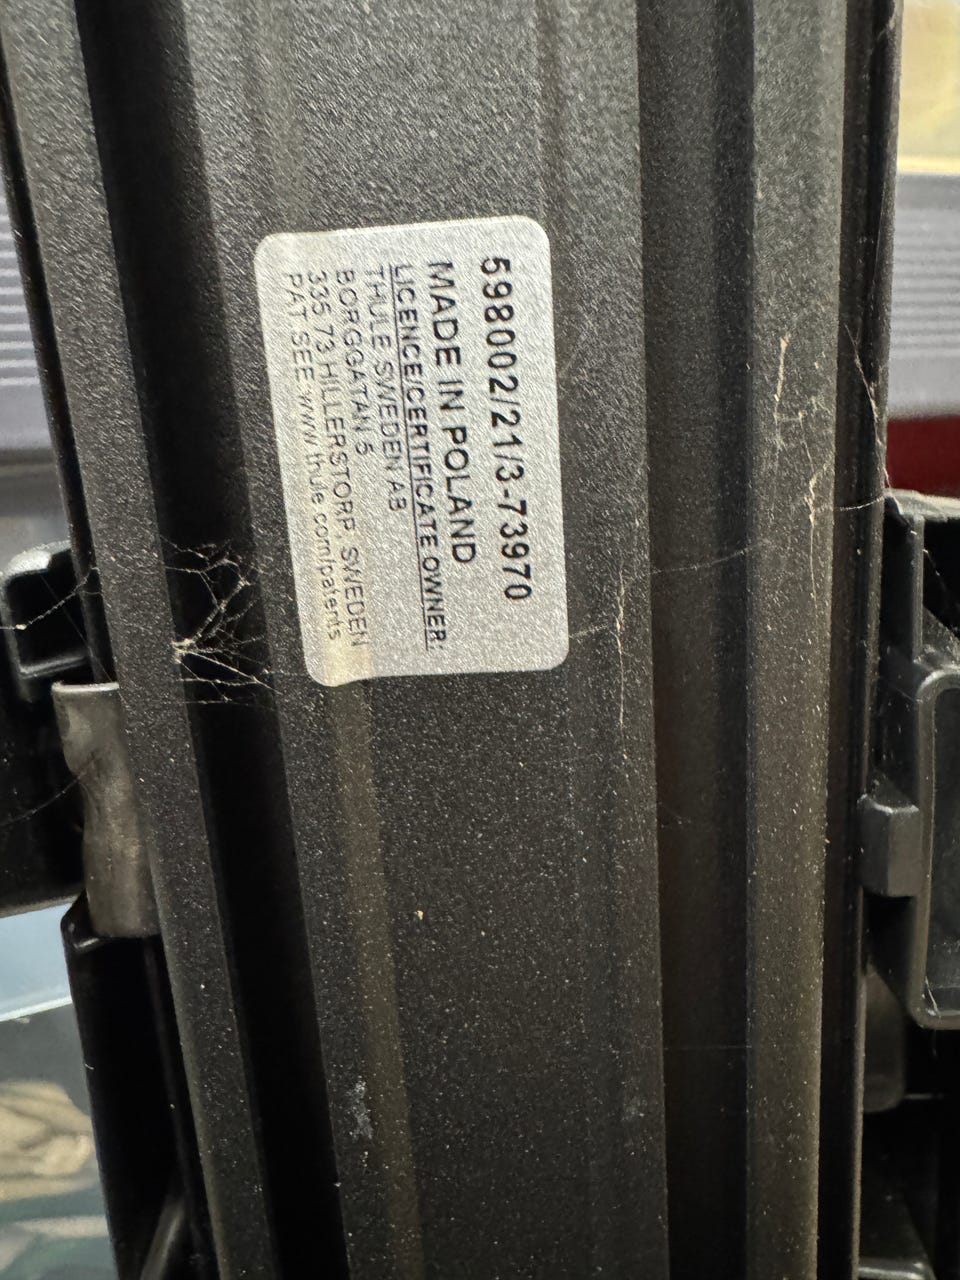 598002/21/3-73970
MADE IN POLAND
LICENCE/CERTIFICATE OWNER:
THULE SWEDEN AB
BORGGATAN 5
335 73 HILLERSTORP, SWEDEN
PAT SEE www.thule.com/patents